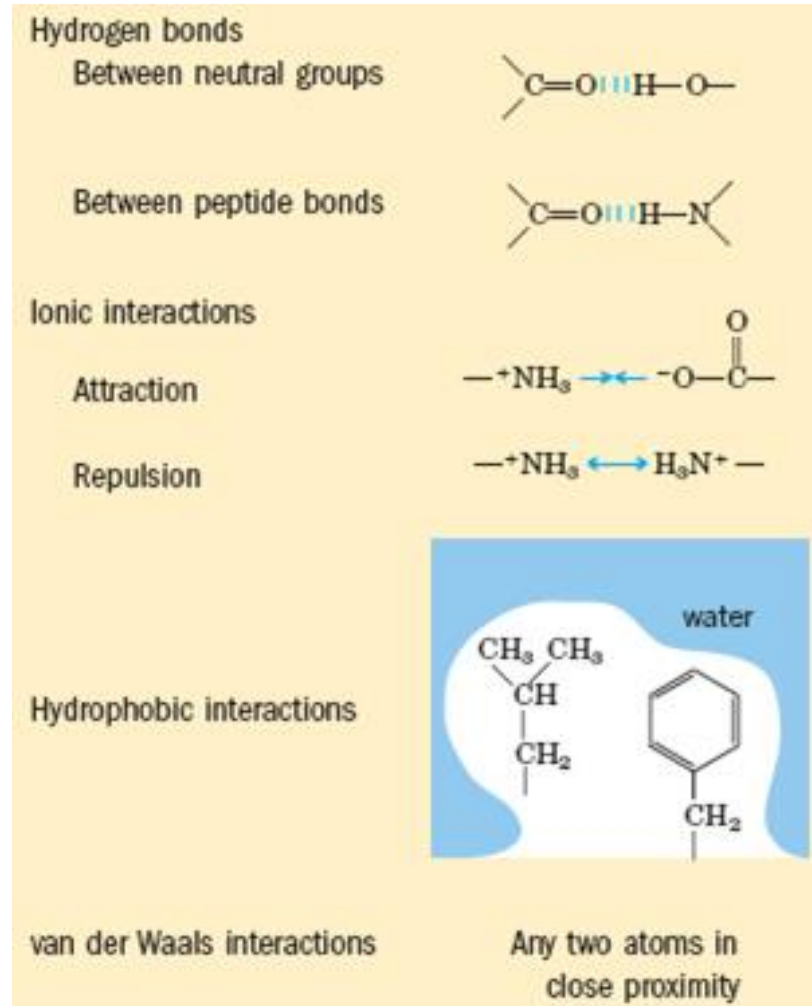 Hydrogen bonds
Between neutral groups
C=O H—O—
Between peptide bonds
C=O H—N
Ionic interactions
O
Attraction
—⁺NH₃ →← ⁻O—C—
Repulsion
—⁺NH₃ ←→ H₃N⁺—
water
CH₃ CH₃
CH
Hydrophobic interactions
CH₂
CH₂
van der Waals interactions
Any two atoms in
close proximity